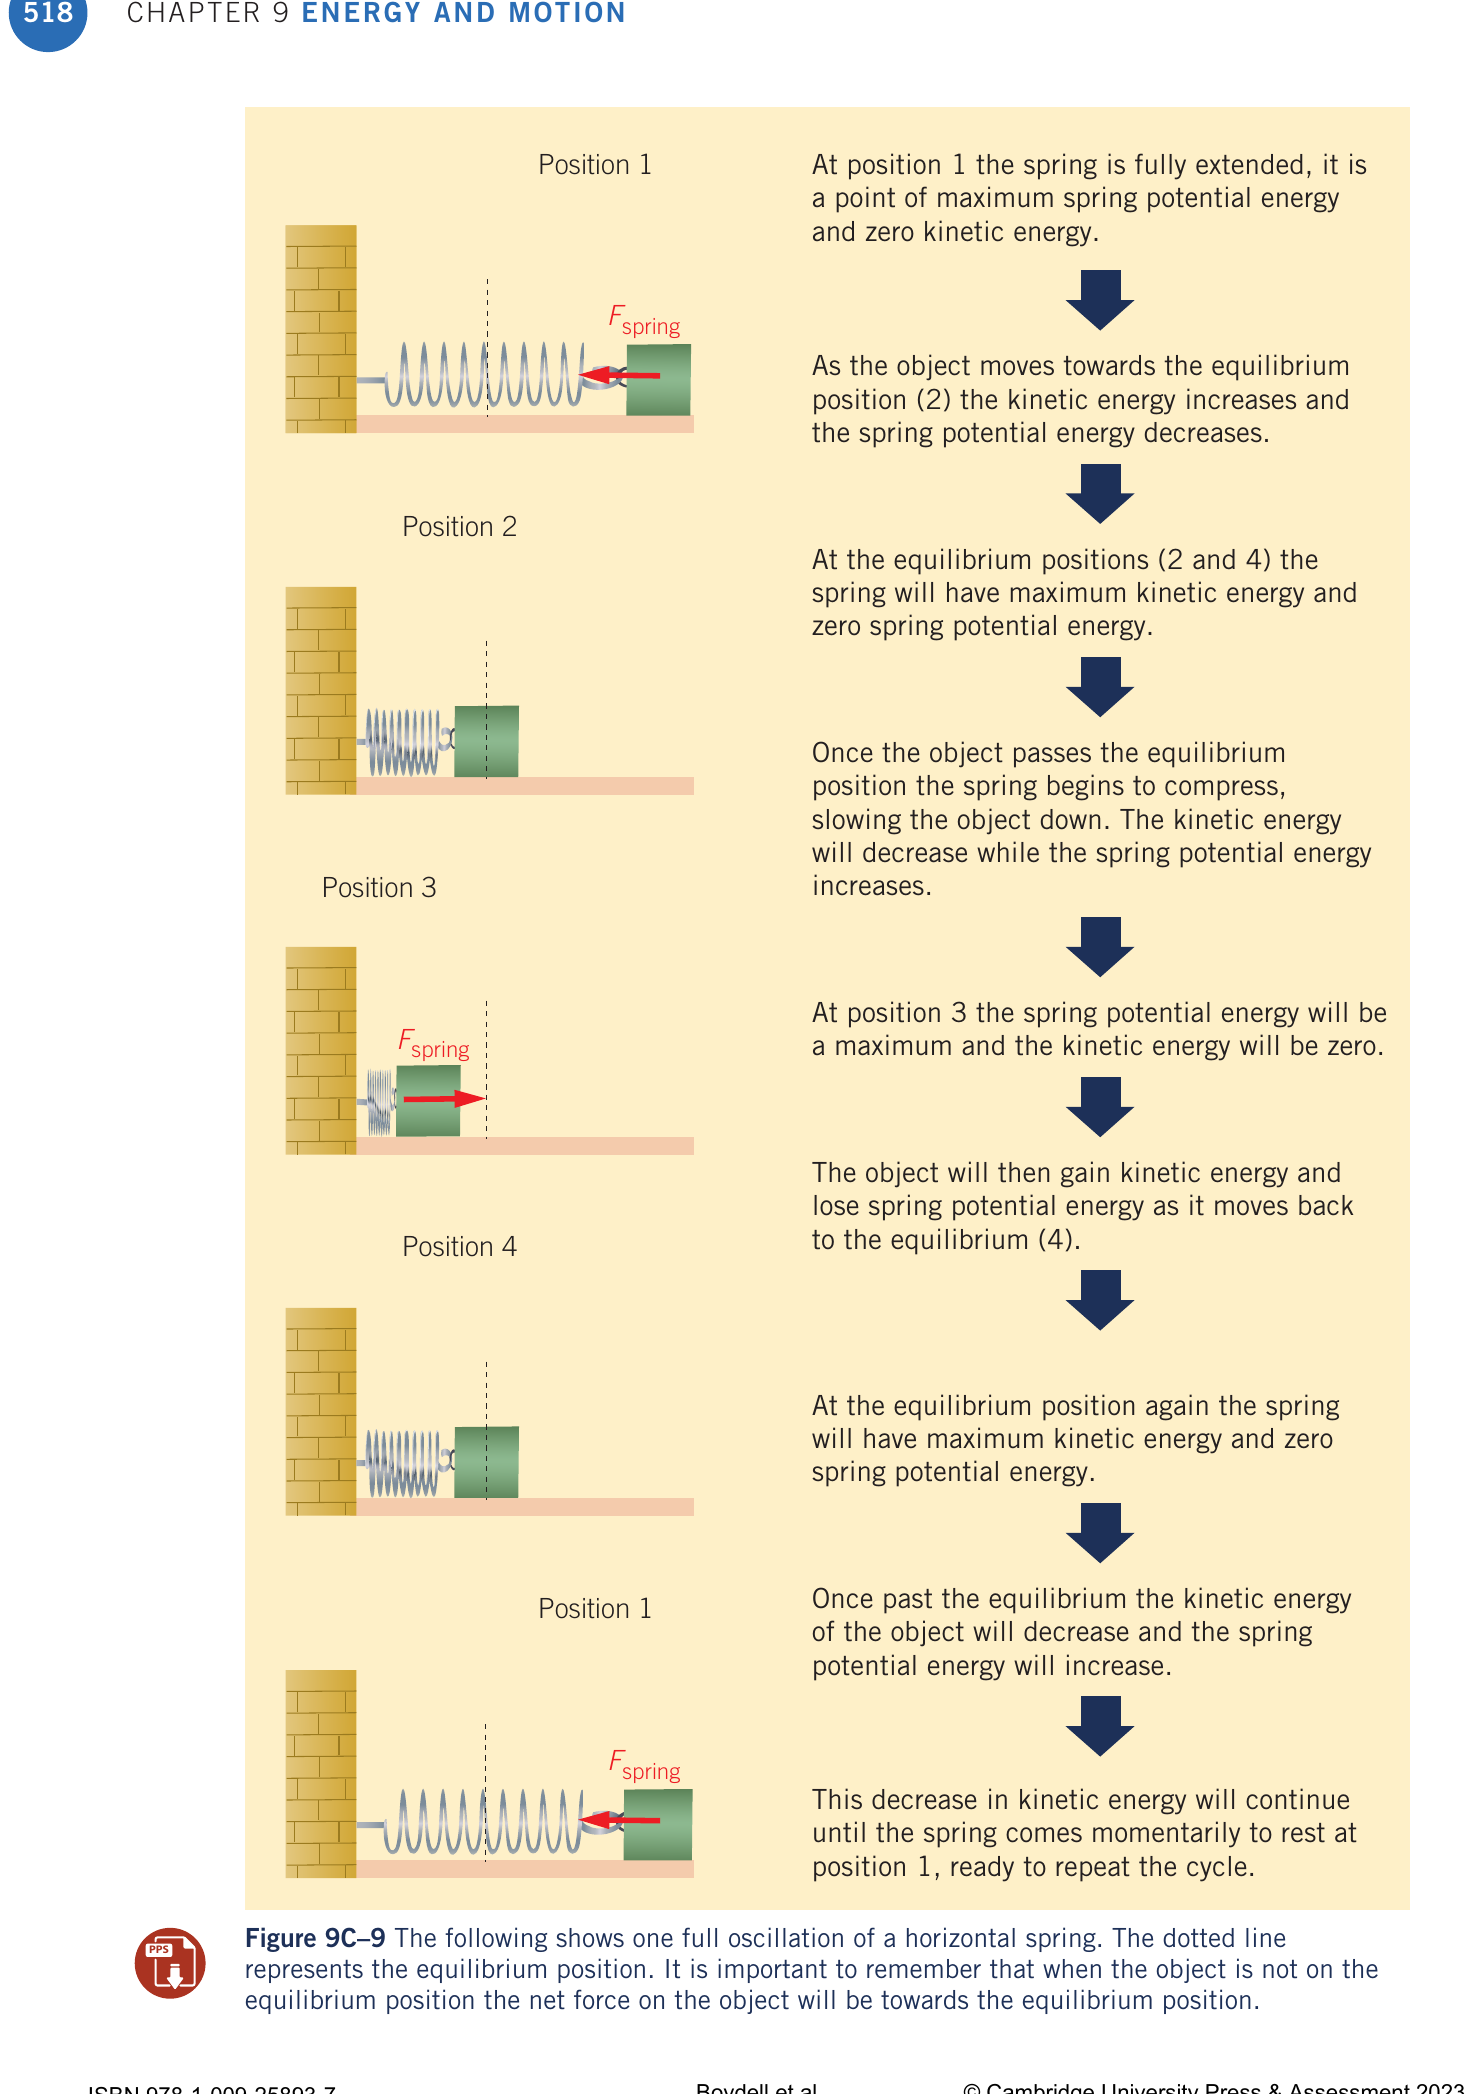 518
CHAPTER 9 ENERGY AND MOTION
Position 1
At position 1 the spring is fully extended, it is
a point of maximum spring potential energy
and zero kinetic energy.
Fspring
As the object moves towards the equilibrium
position (2) the kinetic energy increases and
the spring potential energy decreases.
Position 2
At the equilibrium positions (2 and 4) the
spring will have maximum kinetic energy and
zero spring potential energy.
Once the object passes the equilibrium
position the spring begins to compress,
slowing the object down. The kinetic energy
will decrease while the spring potential energy
increases.
Position 3
Fspring
At position 3 the spring potential energy will be
a maximum and the kinetic energy will be zero.
The object will then gain kinetic energy and
lose spring potential energy as it moves back
to the equilibrium (4).
Position 4
At the equilibrium position again the spring
will have maximum kinetic energy and zero
spring potential energy.
Position 1
Once past the equilibrium the kinetic energy
of the object will decrease and the spring
potential energy will increase.
Fspring
This decrease in kinetic energy will continue
until the spring comes momentarily to rest at
position 1, ready to repeat the cycle.
PPS
Figure 9C–9 The following shows one full oscillation of a horizontal spring. The dotted line
represents the equilibrium position. It is important to remember that when the object is not on the
equilibrium position the net force on the object will be towards the equilibrium position.
ISBN 978-1-009-25893-7
Boydell et al
© Cambridge University Press & Assessment 2023